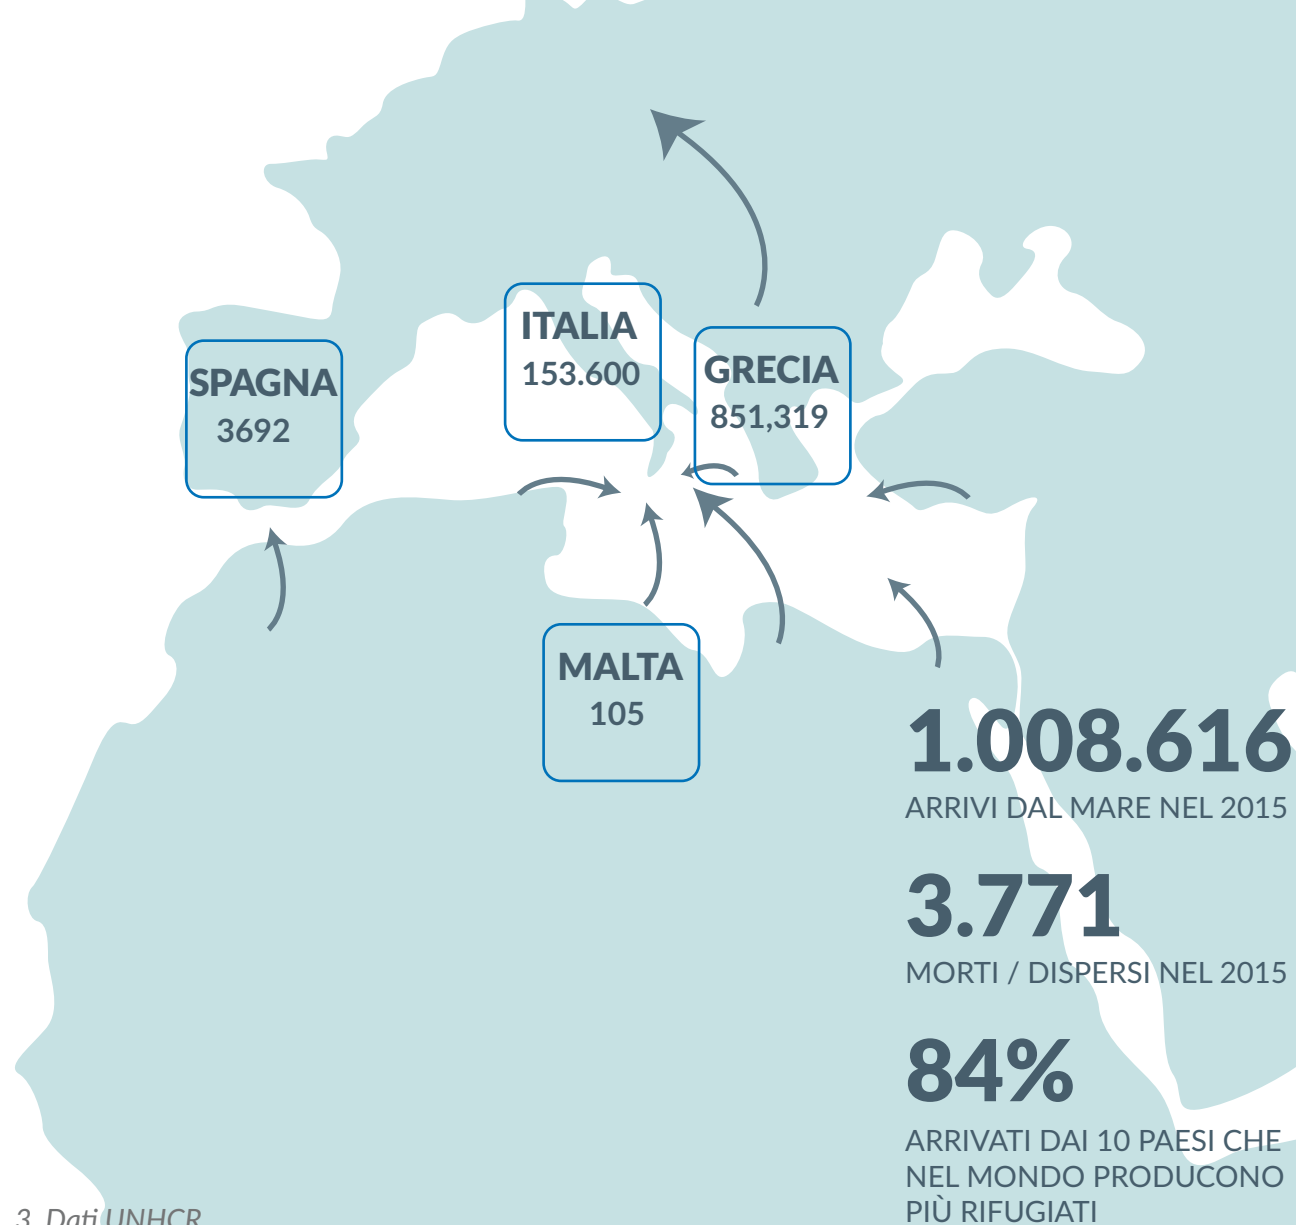 ITALIA
153.600
GRECIA
851,319
SPAGNA
3692
MALTA
105
1.008.616
ARRIVI DAL MARE NEL 2015
3.771
MORTI / DISPERSI NEL 2015
84%
ARRIVATI DAI 10 PAESI CHE
NEL MONDO PRODUCONO
PIÙ RIFUGIATI
3. Dati UNHCR